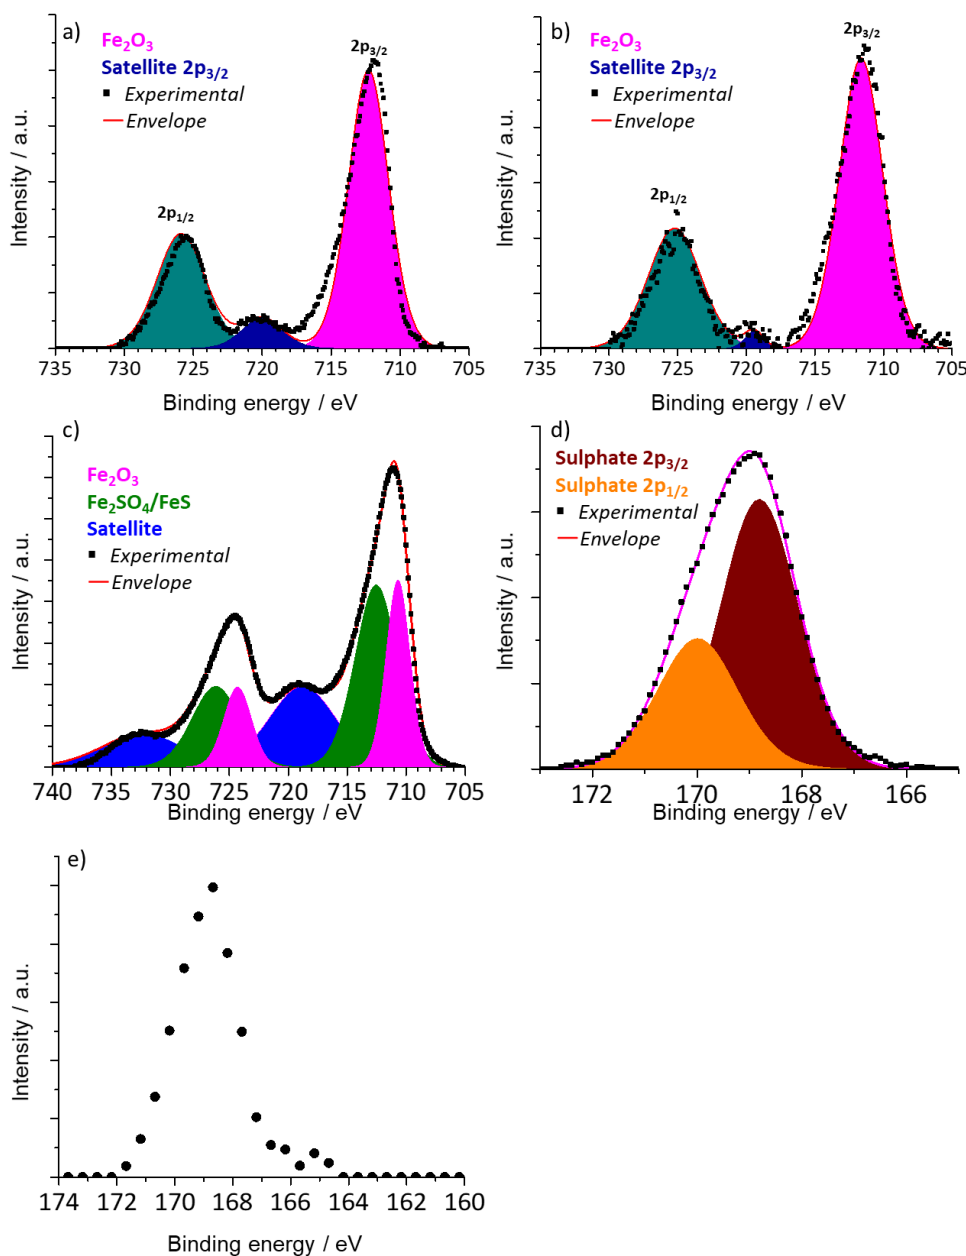 a)
Fe₂O₃
Satellite 2p₃/₂
Experimental
Envelope
2p₃/₂
2p₁/₂
Intensity / a.u.
735 730 725 720 715 710 705
Binding energy / eV
b)
Fe₂O₃
Satellite 2p₃/₂
Experimental
Envelope
2p₃/₂
2p₁/₂
Intensity / a.u.
735 730 725 720 715 710 705
Binding energy / eV
c)
Fe₂O₃
Fe₂SO₄/FeS
Satellite
Experimental
Envelope
Intensity / a.u.
740 735 730 725 720 715 710 705
Binding energy / eV
d)
Sulphate 2p₃/₂
Sulphate 2p₁/₂
Experimental
Envelope
Intensity / a.u.
172 170 168 166
Binding energy / eV
e)
Intensity / a.u.
174 172 170 168 166 164 162 160
Binding energy / eV